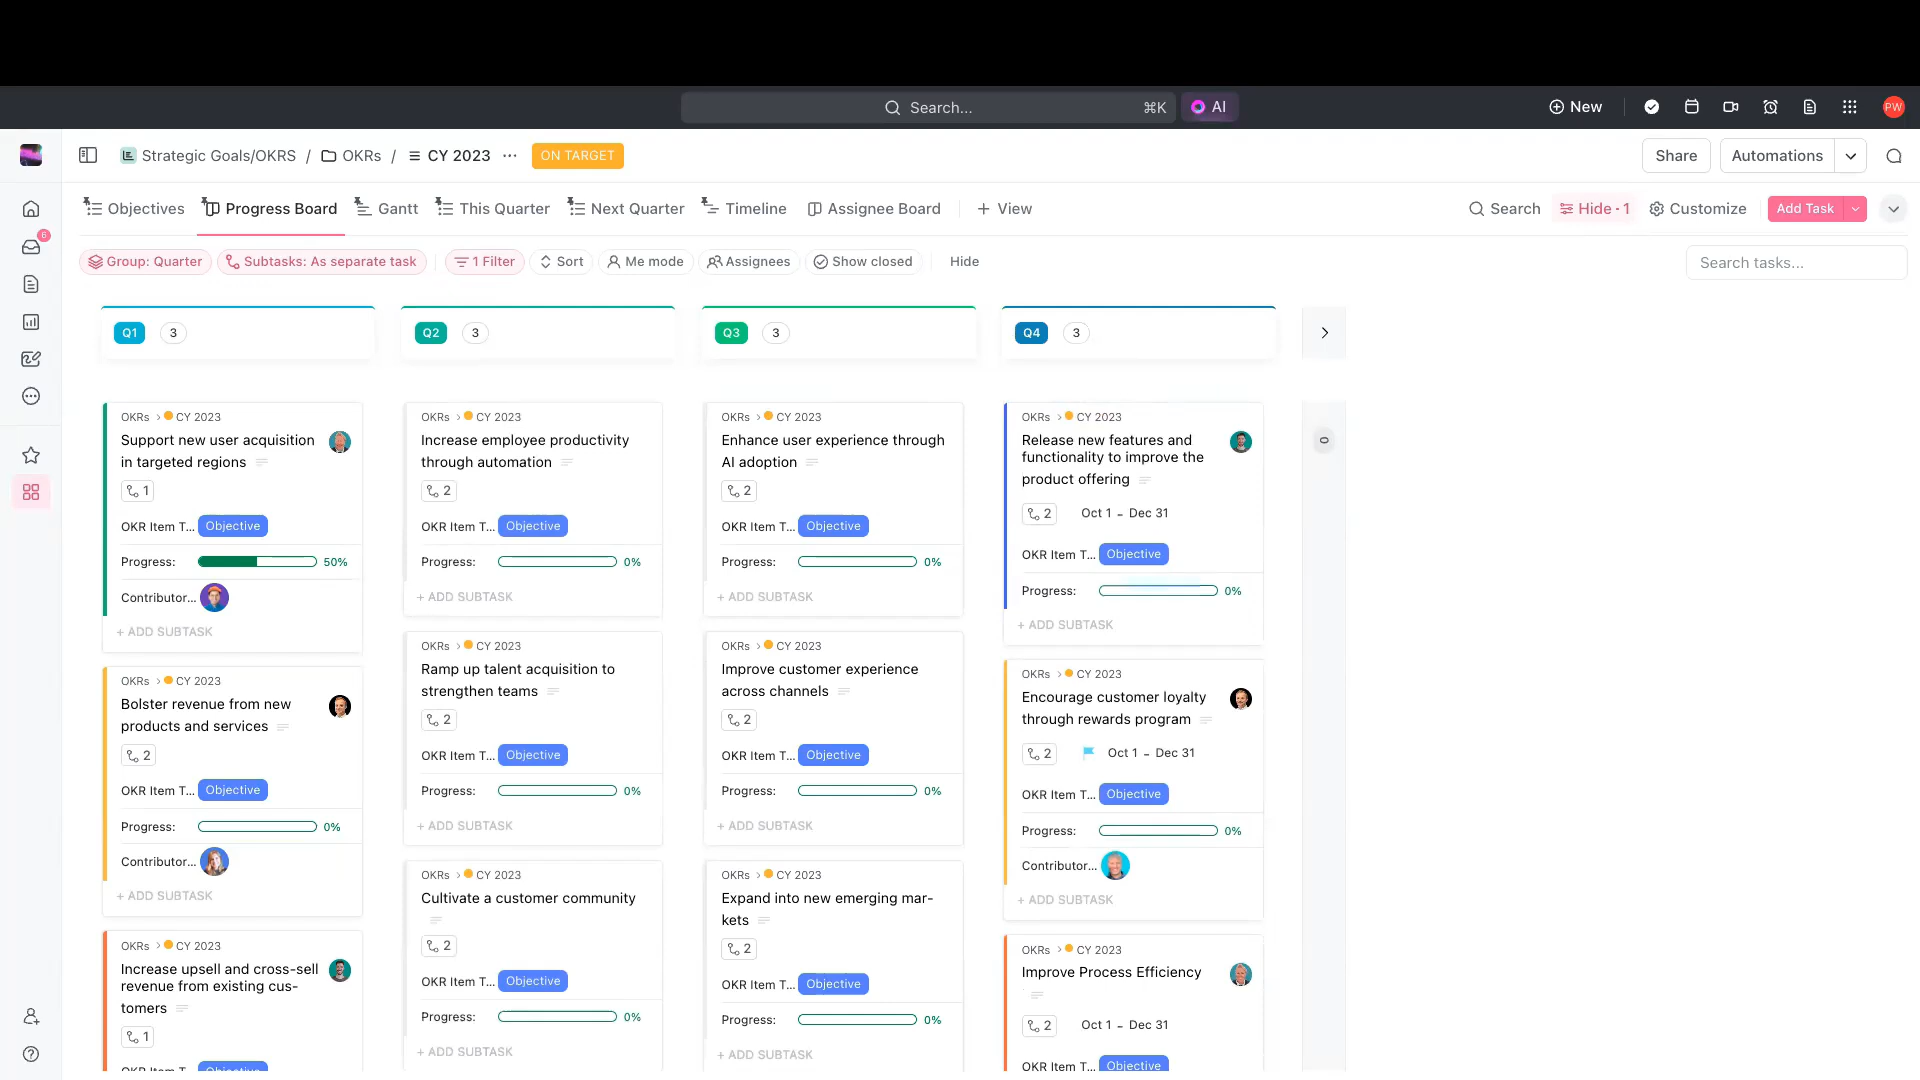 Search...
⌘K
AI
New
PW
Strategic Goals/OKRS / OKRs / CY 2023 ON TARGET
Share
Automations
Objectives
Progress Board
Gantt
This Quarter
Next Quarter
Timeline
Assignee Board
+ View
Search
Hide · 1
Customize
Add Task
6
Group: Quarter
Subtasks: As separate task
1 Filter
Sort
Me mode
Assignees
Show closed
Hide
Search tasks...
Q1 3
OKRs > CY 2023
Support new user acquisition
in targeted regions
1
OKR Item T... Objective
Progress: 50%
Contributor...
+ ADD SUBTASK
OKRs > CY 2023
Bolster revenue from new
products and services
2
OKR Item T... Objective
Progress: 0%
Contributor...
+ ADD SUBTASK
OKRs > CY 2023
Increase upsell and cross-sell
revenue from existing cus-
tomers
1
OKR Item T... Objective
Q2 3
OKRs > CY 2023
Increase employee productivity
through automation
2
OKR Item T... Objective
Progress: 0%
+ ADD SUBTASK
OKRs > CY 2023
Ramp up talent acquisition to
strengthen teams
2
OKR Item T... Objective
Progress: 0%
+ ADD SUBTASK
OKRs > CY 2023
Cultivate a customer community
2
OKR Item T... Objective
Progress: 0%
+ ADD SUBTASK
Q3 3
OKRs > CY 2023
Enhance user experience through
AI adoption
2
OKR Item T... Objective
Progress: 0%
+ ADD SUBTASK
OKRs > CY 2023
Improve customer experience
across channels
2
OKR Item T... Objective
Progress: 0%
+ ADD SUBTASK
OKRs > CY 2023
Expand into new emerging mar-
kets
2
OKR Item T... Objective
Progress: 0%
+ ADD SUBTASK
Q4 3
OKRs > CY 2023
Release new features and
functionality to improve the
product offering
2 Oct 1 - Dec 31
OKR Item T... Objective
Progress: 0%
+ ADD SUBTASK
OKRs > CY 2023
Encourage customer loyalty
through rewards program
2 Oct 1 - Dec 31
OKR Item T... Objective
Progress: 0%
Contributor...
+ ADD SUBTASK
OKRs > CY 2023
Improve Process Efficiency
2 Oct 1 - Dec 31
OKR Item T... Objective
0